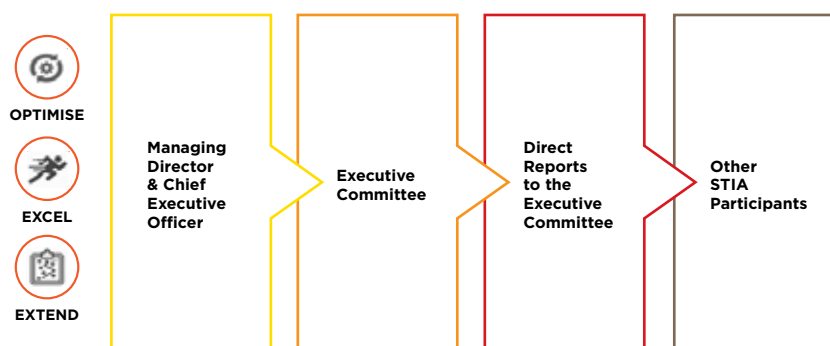 OPTIMISE
EXCEL
EXTEND
Managing
Director
& Chief
Executive
Officer
Executive
Committee
Direct
Reports
to the
Executive
Committee
Other
STIA
Participants